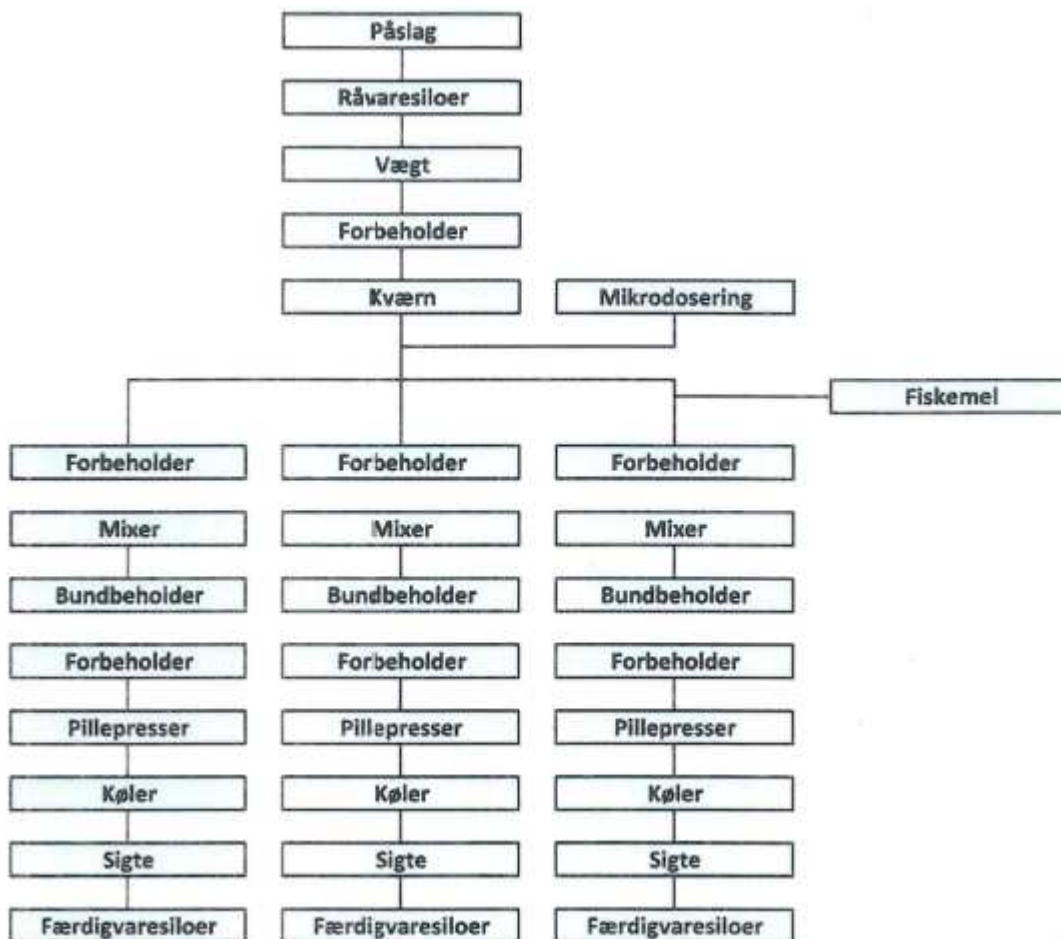 Påslag
Råvaresiloer
Vægt
Forbeholder
Kværn Mikrodosering
Fiskemel
Forbeholder Forbeholder Forbeholder
Mixer Mixer Mixer
Bundbeholder Bundbeholder Bundbeholder
Forbeholder Forbeholder Forbeholder
Pillepresser Pillepresser Pillepresser
Køler Køler Køler
Sigte Sigte Sigte
Færdigvaresiloer Færdigvaresiloer Færdigvaresiloer